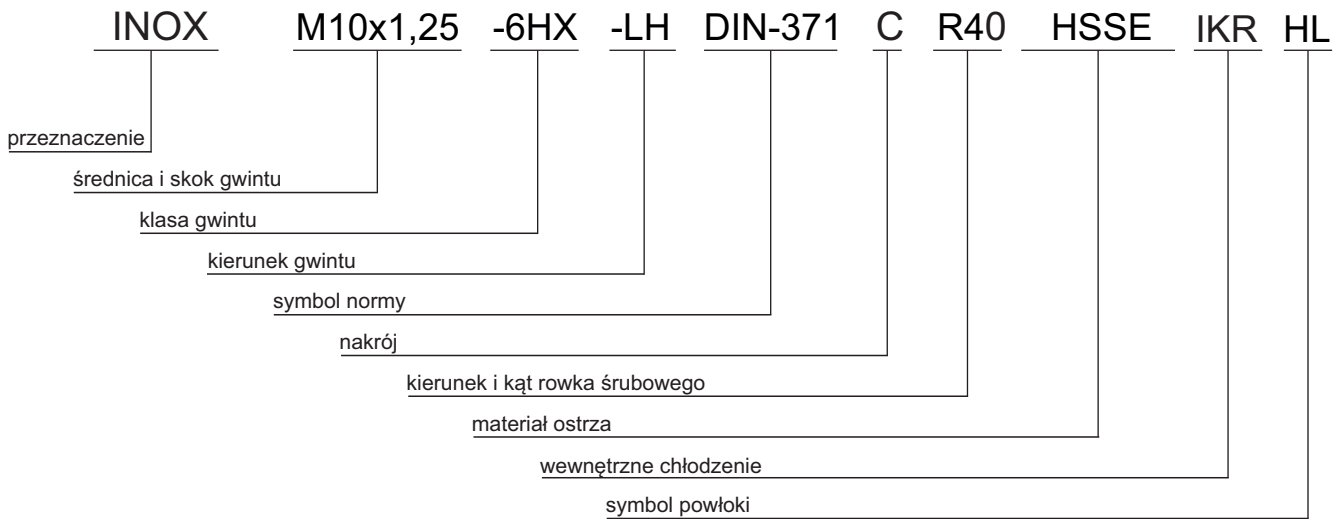 INOX M10x1,25 -6HX -LH DIN-371 C R40 HSSE IKR HL
przeznaczenie
średnica i skok gwintu
klasa gwintu
kierunek gwintu
symbol normy
nakrój
kierunek i kąt rowka śrubowego
materiał ostrza
wewnętrzne chłodzenie
symbol powłoki